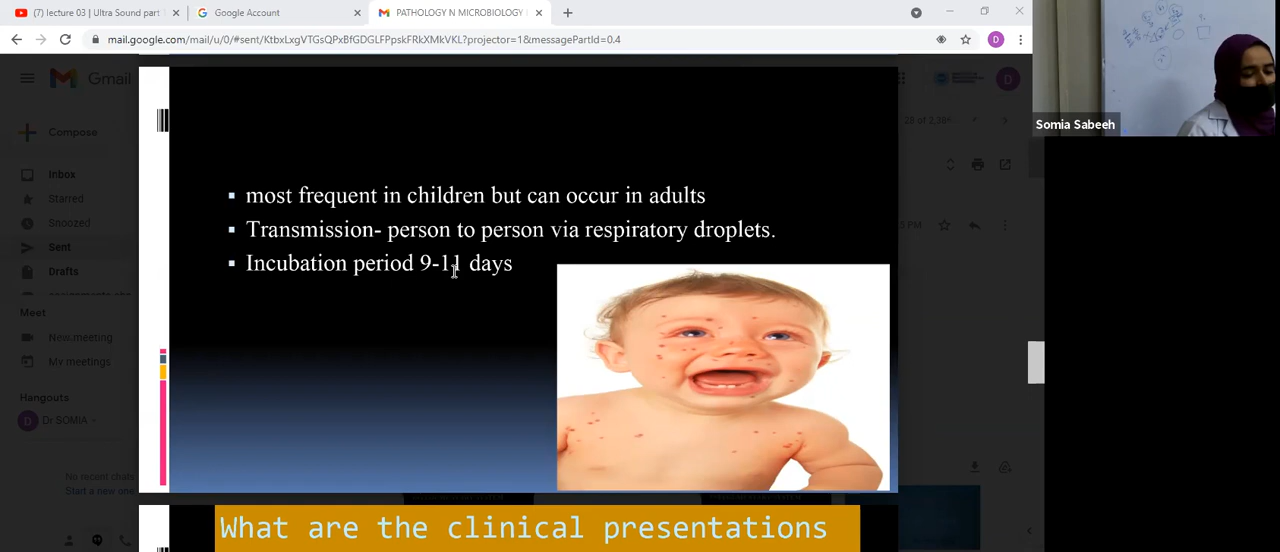 (7) lecture 03 | Ultra Sound part
Google Account
PATHOLOGY N MICROBIOLOGY
mail.google.com/mail/u/0/#sent/KtbxLxgVTGsQPxBfGDGLFPpskFRkXMkVKL?projector=1&messagePartId=0.4
D
Gmail
D
Compose
Inbox
Starred
Snoozed
Sent
Drafts
Meet
New meeting
My meetings
Hangouts
D Dr SOMIA
No recent chats
Start a new one
Somia Sabeeh
most frequent in children but can occur in adults
Transmission- person to person via respiratory droplets.
Incubation period 9-11 days
What are the clinical presentations